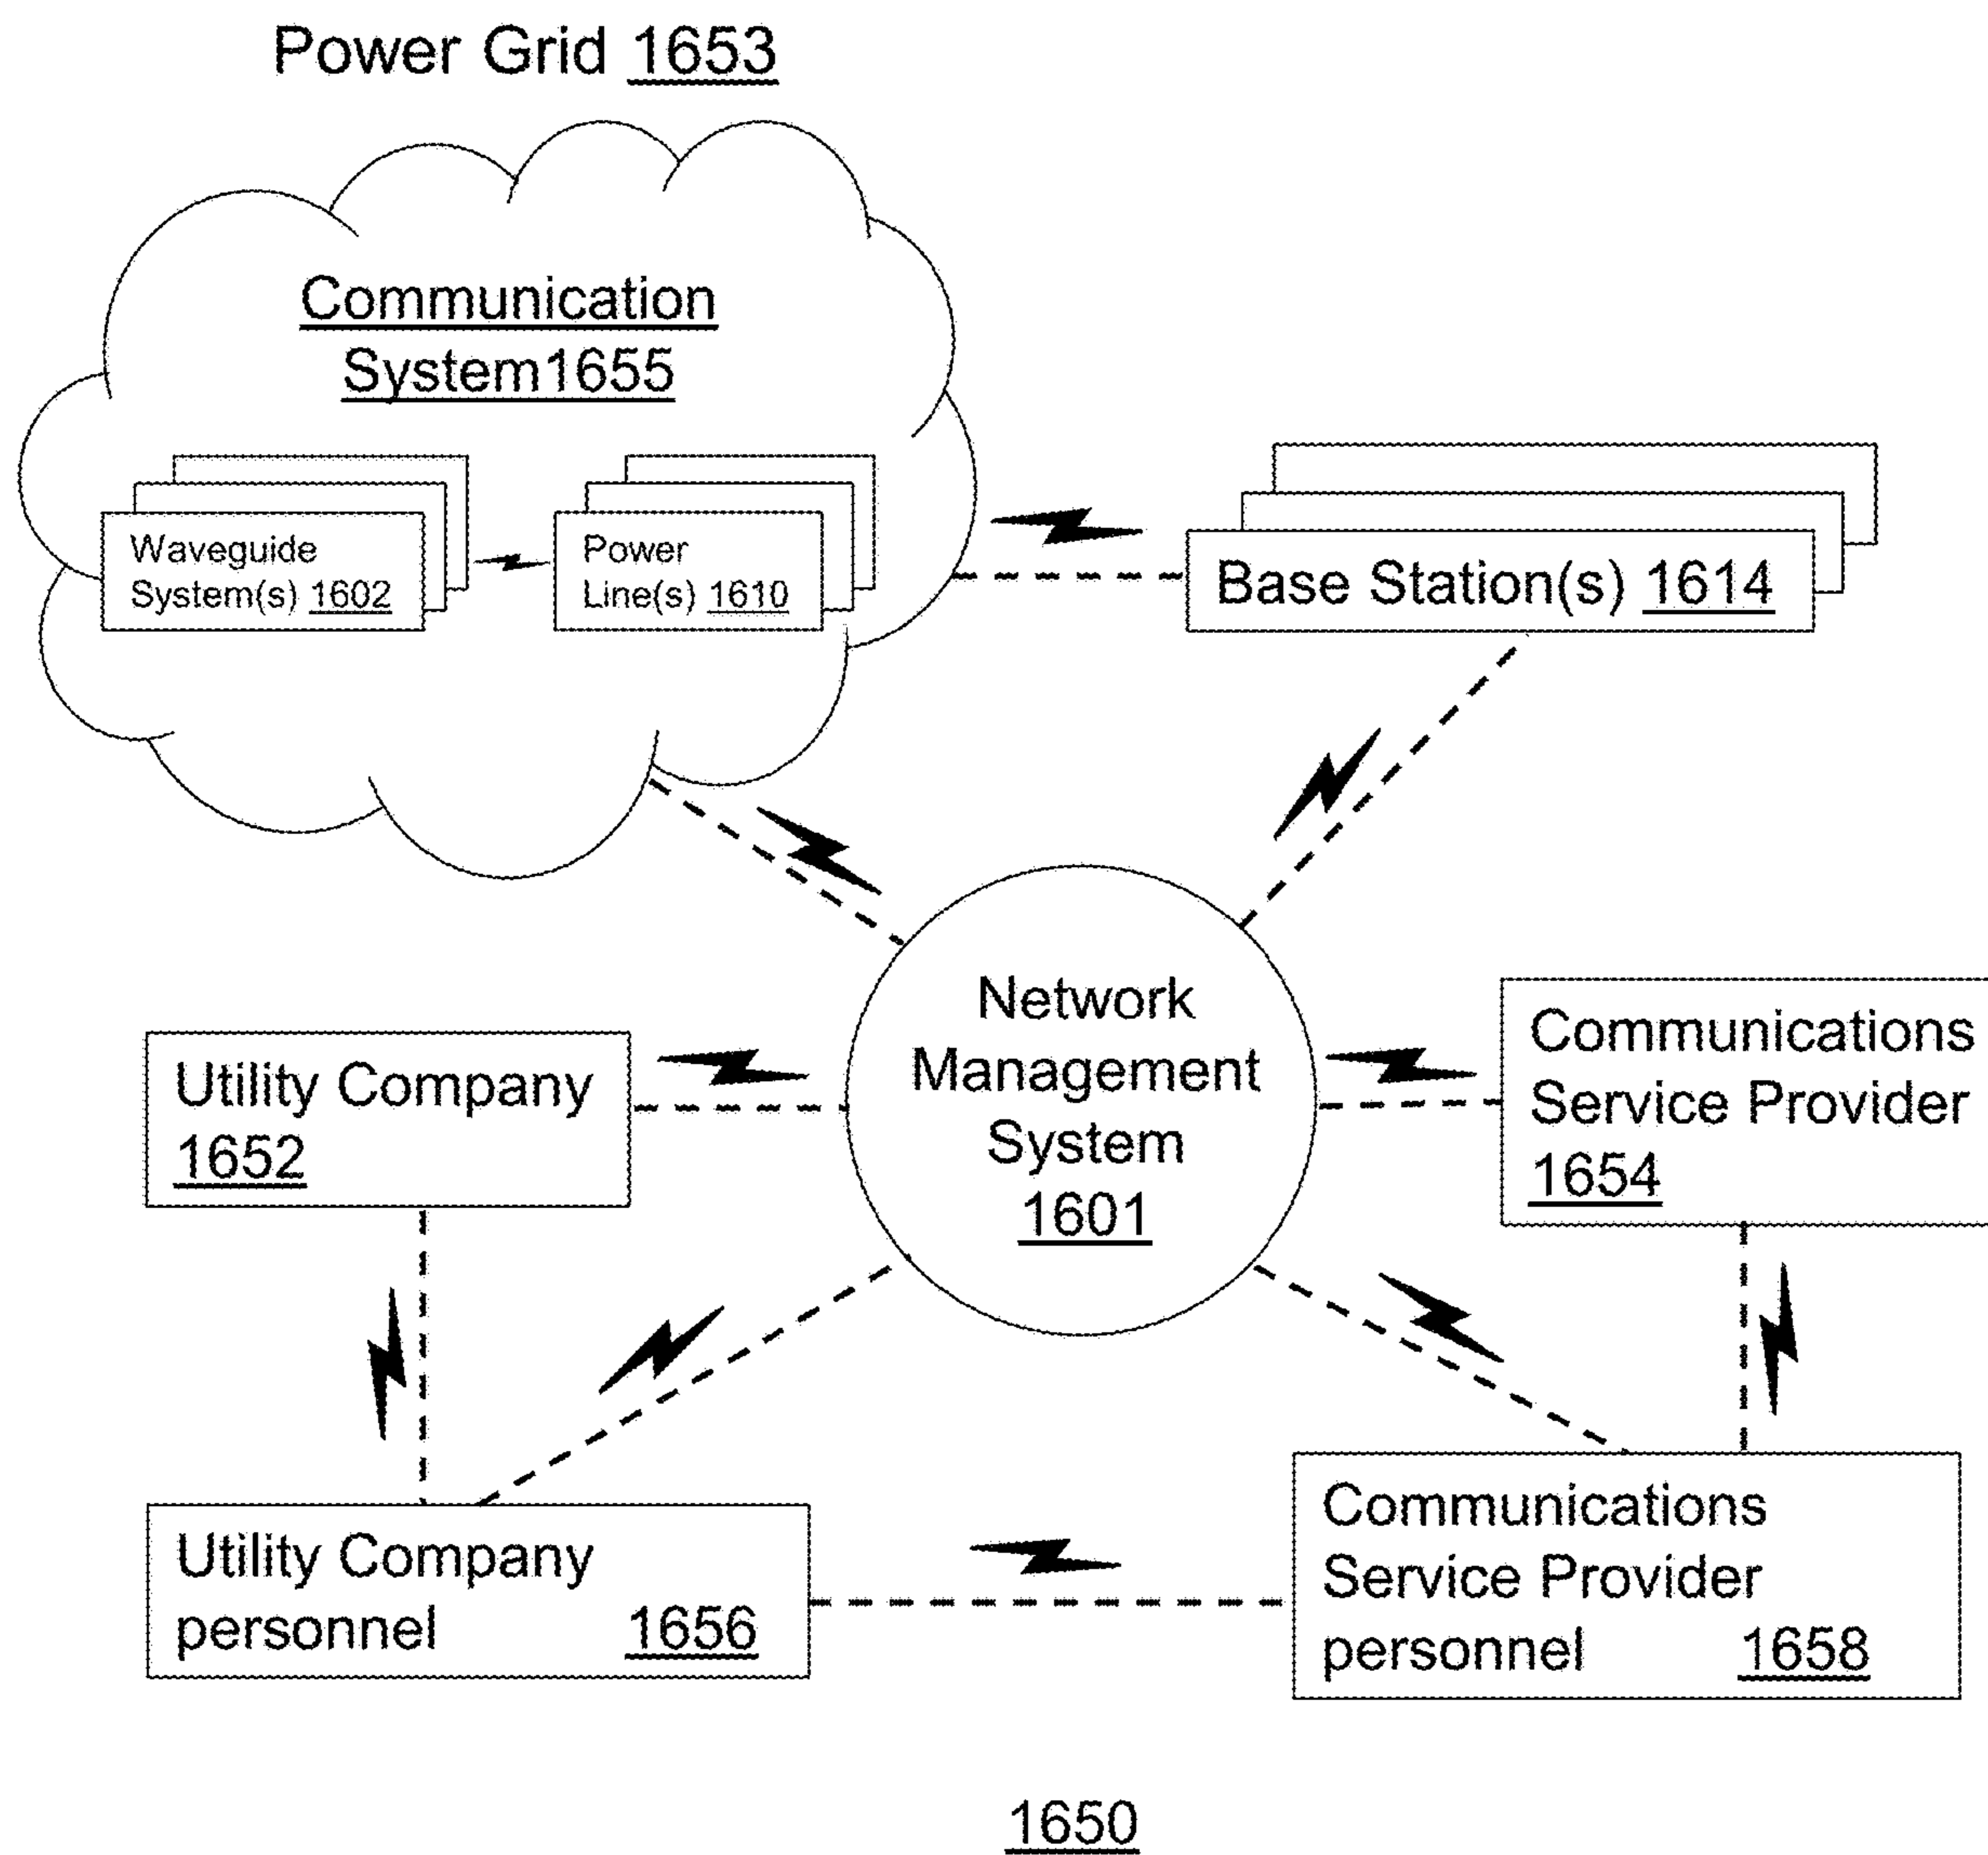 Power Grid 1653
Communication
System1655
Waveguide
System(s) 1602
Power
Line(s) 1610
Base Station(s) 1614
Network
Management
System
1601
Utility Company
1652
Communications
Service Provider
1654
Utility Company
personnel 1656
Communications
Service Provider
personnel 1658
1650